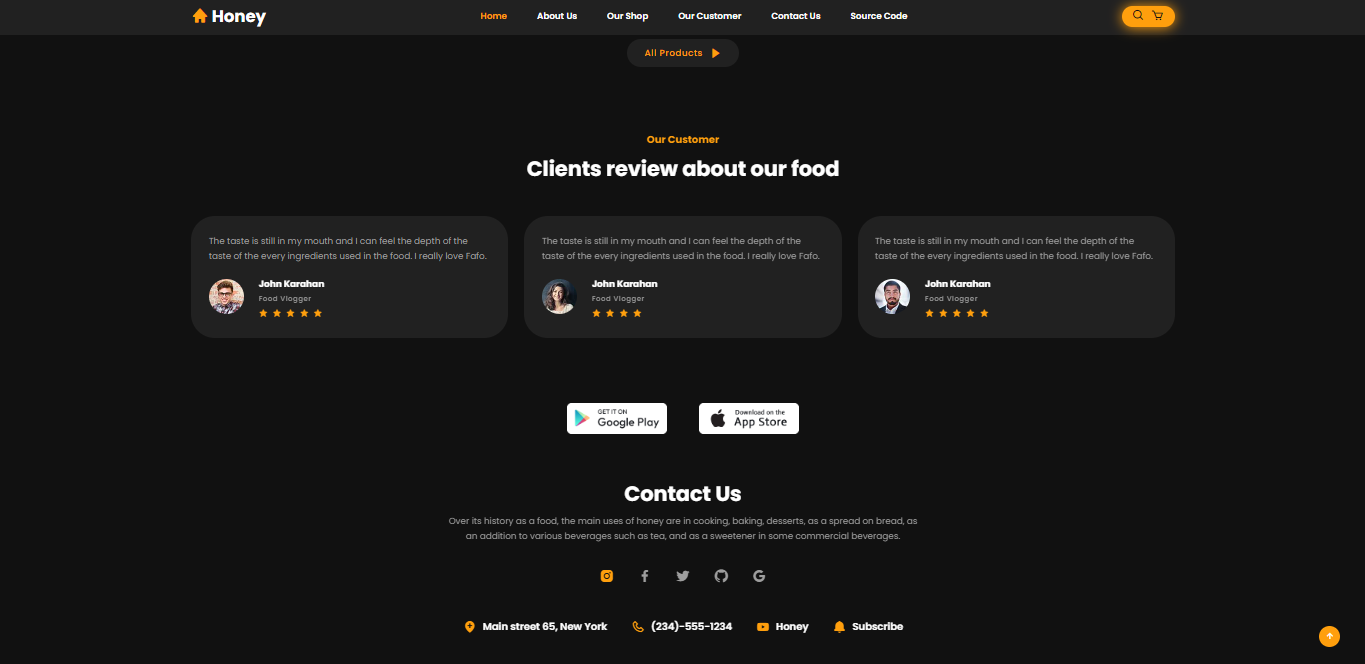 Honey
Home About Us Our Shop Our Customer Contact Us Source Code
All Products
Our Customer
Clients review about our food
The taste is still in my mouth and I can feel the depth of the
taste of the every ingredients used in the food. I really love Fafo.
John Karahan
Food Vlogger
The taste is still in my mouth and I can feel the depth of the
taste of the every ingredients used in the food. I really love Fafo.
John Karahan
Food Vlogger
The taste is still in my mouth and I can feel the depth of the
taste of the every ingredients used in the food. I really love Fafo.
John Karahan
Food Vlogger
GET IT ON
Google Play
Download on the
App Store
Contact Us
Over its history as a food, the main uses of honey are in cooking, baking, desserts, as a spread on bread, as
an addition to various beverages such as tea, and as a sweetener in some commercial beverages.
Main street 65, New York (234)-555-1234 Honey Subscribe